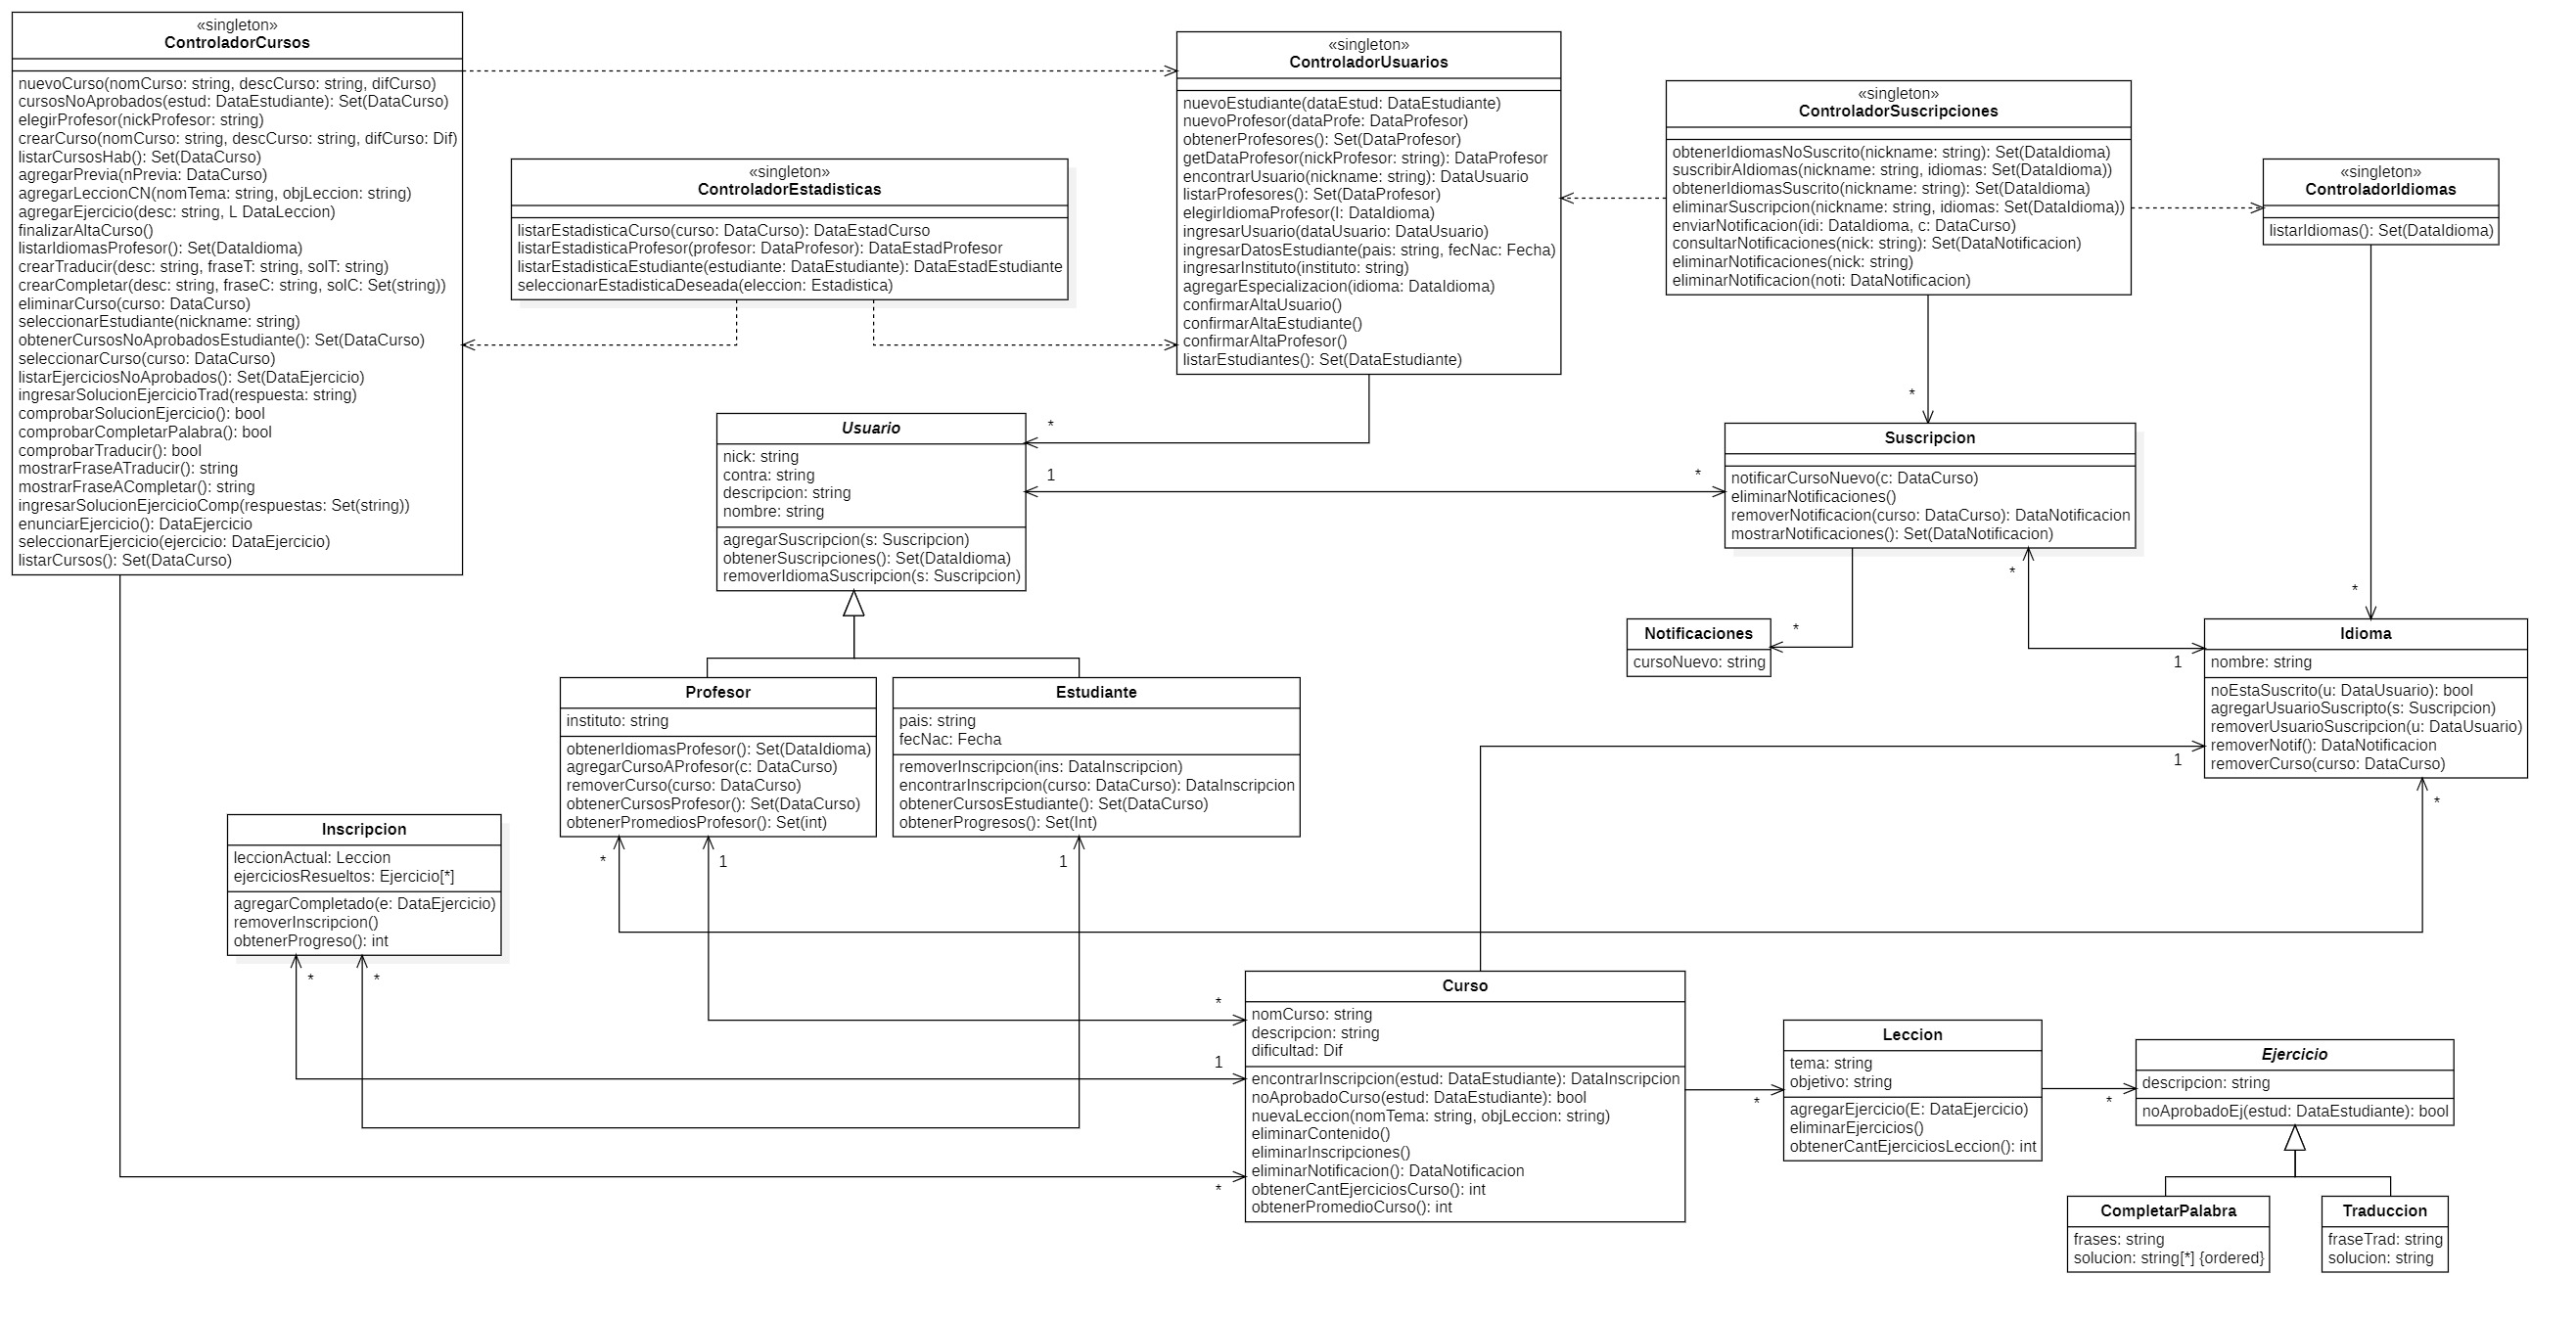 «singleton»
ControladorCursos
nuevoCurso(nomCurso: string, descCurso: string, difCurso)
cursosNoAprobados(estud: DataEstudiante): Set(DataCurso)
elegirProfesor(nickProfesor: string)
crearCurso(nomCurso: string, descCurso: string, difCurso: Dif)
listarCursosHab(): Set(DataCurso)
agregarPrevia(nPrevia: DataCurso)
agregarLeccionCN(nomTema: string, objLeccion: string)
agregarEjercicio(desc: string, L DataLeccion)
finalizarAltaCurso()
listarIdiomasProfesor(): Set(DataIdioma)
crearTraducir(desc: string, fraseT: string, solT: string)
crearCompletar(desc: string, fraseC: string, solC: Set(string))
eliminarCurso(curso: DataCurso)
seleccionarEstudiante(nickname: string)
obtenerCursosNoAprobadosEstudiante(): Set(DataCurso)
seleccionarCurso(curso: DataCurso)
listarEjerciciosNoAprobados(): Set(DataEjercicio)
ingresarSolucionEjercicioTrad(respuesta: string)
comprobarSolucionEjercicio(): bool
comprobarCompletarPalabra(): bool
comprobarTraducir(): bool
mostrarFraseATraducir(): string
mostrarFraseACompletar(): string
ingresarSolucionEjercicioComp(respuestas: Set(string))
enunciarEjercicio(): DataEjercicio
seleccionarEjercicio(ejercicio: DataEjercicio)
listarCursos(): Set(DataCurso)
«singleton»
ControladorEstadisticas
listarEstadisticaCurso(curso: DataCurso): DataEstadCurso
listarEstadisticaProfesor(profesor: DataProfesor): DataEstadProfesor
listarEstadisticaEstudiante(estudiante: DataEstudiante): DataEstadEstudiante
seleccionarEstadisticaDeseada(eleccion: Estadistica)
«singleton»
ControladorUsuarios
nuevoEstudiante(dataEstud: DataEstudiante)
nuevoProfesor(dataProfe: DataProfesor)
obtenerProfesores(): Set(DataProfesor)
getDataProfesor(nickProfesor: string): DataProfesor
encontrarUsuario(nickname: string): DataUsuario
listarProfesores(): Set(DataProfesor)
elegirIdiomaProfesor(I: DataIdioma)
ingresarUsuario(dataUsuario: DataUsuario)
ingresarDatosEstudiante(pais: string, fecNac: Fecha)
ingresarInstituto(instituto: string)
agregarEspecializacion(idioma: DataIdioma)
confirmarAltaUsuario()
confirmarAltaEstudiante()
confirmarAltaProfesor()
listarEstudiantes(): Set(DataEstudiante)
«singleton»
ControladorSuscripciones
obtenerIdiomasNoSuscrito(nickname: string): Set(DataIdioma)
suscribirAIdiomas(nickname: string, idiomas: Set(DataIdioma))
obtenerIdiomasSuscrito(nickname: string): Set(DataIdioma)
eliminarSuscripcion(nickname: string, idiomas: Set(DataIdioma))
enviarNotificacion(idi: DataIdioma, c: DataCurso)
consultarNotificaciones(nick: string): Set(DataNotificacion)
eliminarNotificaciones(nick: string)
eliminarNotificacion(noti: DataNotificacion)
«singleton»
ControladorIdiomas
listarIdiomas(): Set(DataIdioma)
*
*
1
*
Usuario
nick: string
contra: string
descripcion: string
nombre: string
agregarSuscripcion(s: Suscripcion)
obtenerSuscripciones(): Set(DataIdioma)
removerIdiomaSuscripcion(s: Suscripcion)
Suscripcion
notificarCursoNuevo(c: DataCurso)
eliminarNotificaciones()
removerNotificacion(curso: DataCurso): DataNotificacion
mostrarNotificaciones(): Set(DataNotificacion)
*
*
*
1
Notificaciones
cursoNuevo: string
Idioma
nombre: string
noEstaSuscrito(u: DataUsuario): bool
agregarUsuarioSuscripto(s: Suscripcion)
removerUsuarioSuscripcion(u: DataUsuario)
removerNotif(): DataNotificacion
removerCurso(curso: DataCurso)
1
*
Profesor
instituto: string
obtenerIdiomasProfesor(): Set(DataIdioma)
agregarCursoAProfesor(c: DataCurso)
removerCurso(curso: DataCurso)
obtenerCursosProfesor(): Set(DataCurso)
obtenerPromediosProfesor(): Set(int)
Estudiante
pais: string
fecNac: Fecha
removerInscripcion(ins: DataInscripcion)
encontrarInscripcion(curso: DataCurso): DataInscripcion
obtenerCursosEstudiante(): Set(DataCurso)
obtenerProgresos(): Set(Int)
*
1
1
Inscripcion
leccionActual: Leccion
ejerciciosResueltos: Ejercicio[*]
agregarCompletado(e: DataEjercicio)
removerInscripcion()
obtenerProgreso(): int
*
*
*
1
*
Curso
nomCurso: string
descripcion: string
dificultad: Dif
encontrarInscripcion(estud: DataEstudiante): DataInscripcion
noAprobadoCurso(estud: DataEstudiante): bool
nuevaLeccion(nomTema: string, objLeccion: string)
eliminarContenido()
eliminarInscripciones()
eliminarNotificacion(): DataNotificacion
obtenerCantEjerciciosCurso(): int
obtenerPromedioCurso(): int
*
Leccion
tema: string
objetivo: string
agregarEjercicio(E: DataEjercicio)
eliminarEjercicios()
obtenerCantEjerciciosLeccion(): int
*
Ejercicio
descripcion: string
noAprobadoEj(estud: DataEstudiante): bool
CompletarPalabra
frases: string
solucion: string[*] {ordered}
Traduccion
fraseTrad: string
solucion: string